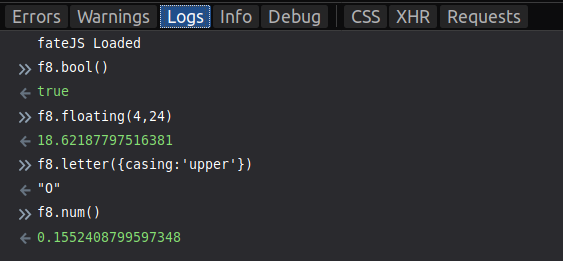 Errors Warnings Logs Info Debug CSS XHR Requests
fateJS Loaded
f8.bool()
true
f8.floating(4,24)
18.62187797516381
f8.letter({casing:'upper'})
"O"
f8.num()
0.1552408799597348